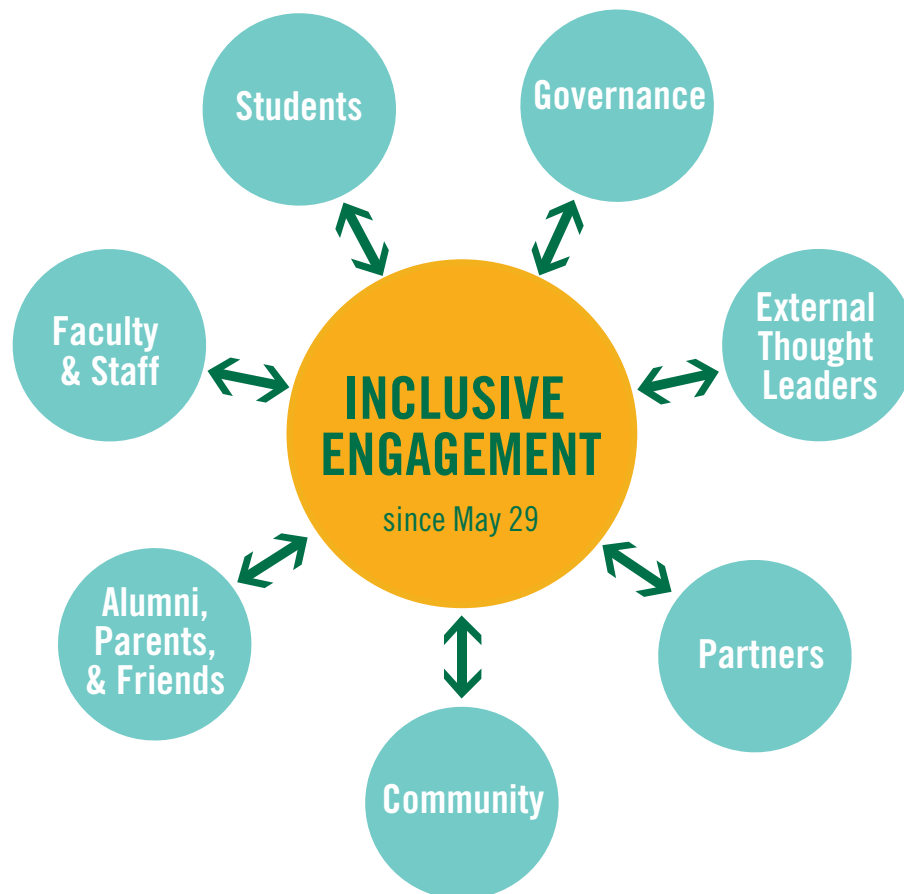 Students
Governance
Faculty
& Staff
External
Thought
Leaders
INCLUSIVE
ENGAGEMENT
since May 29
Alumni,
Parents,
& Friends
Partners
Community